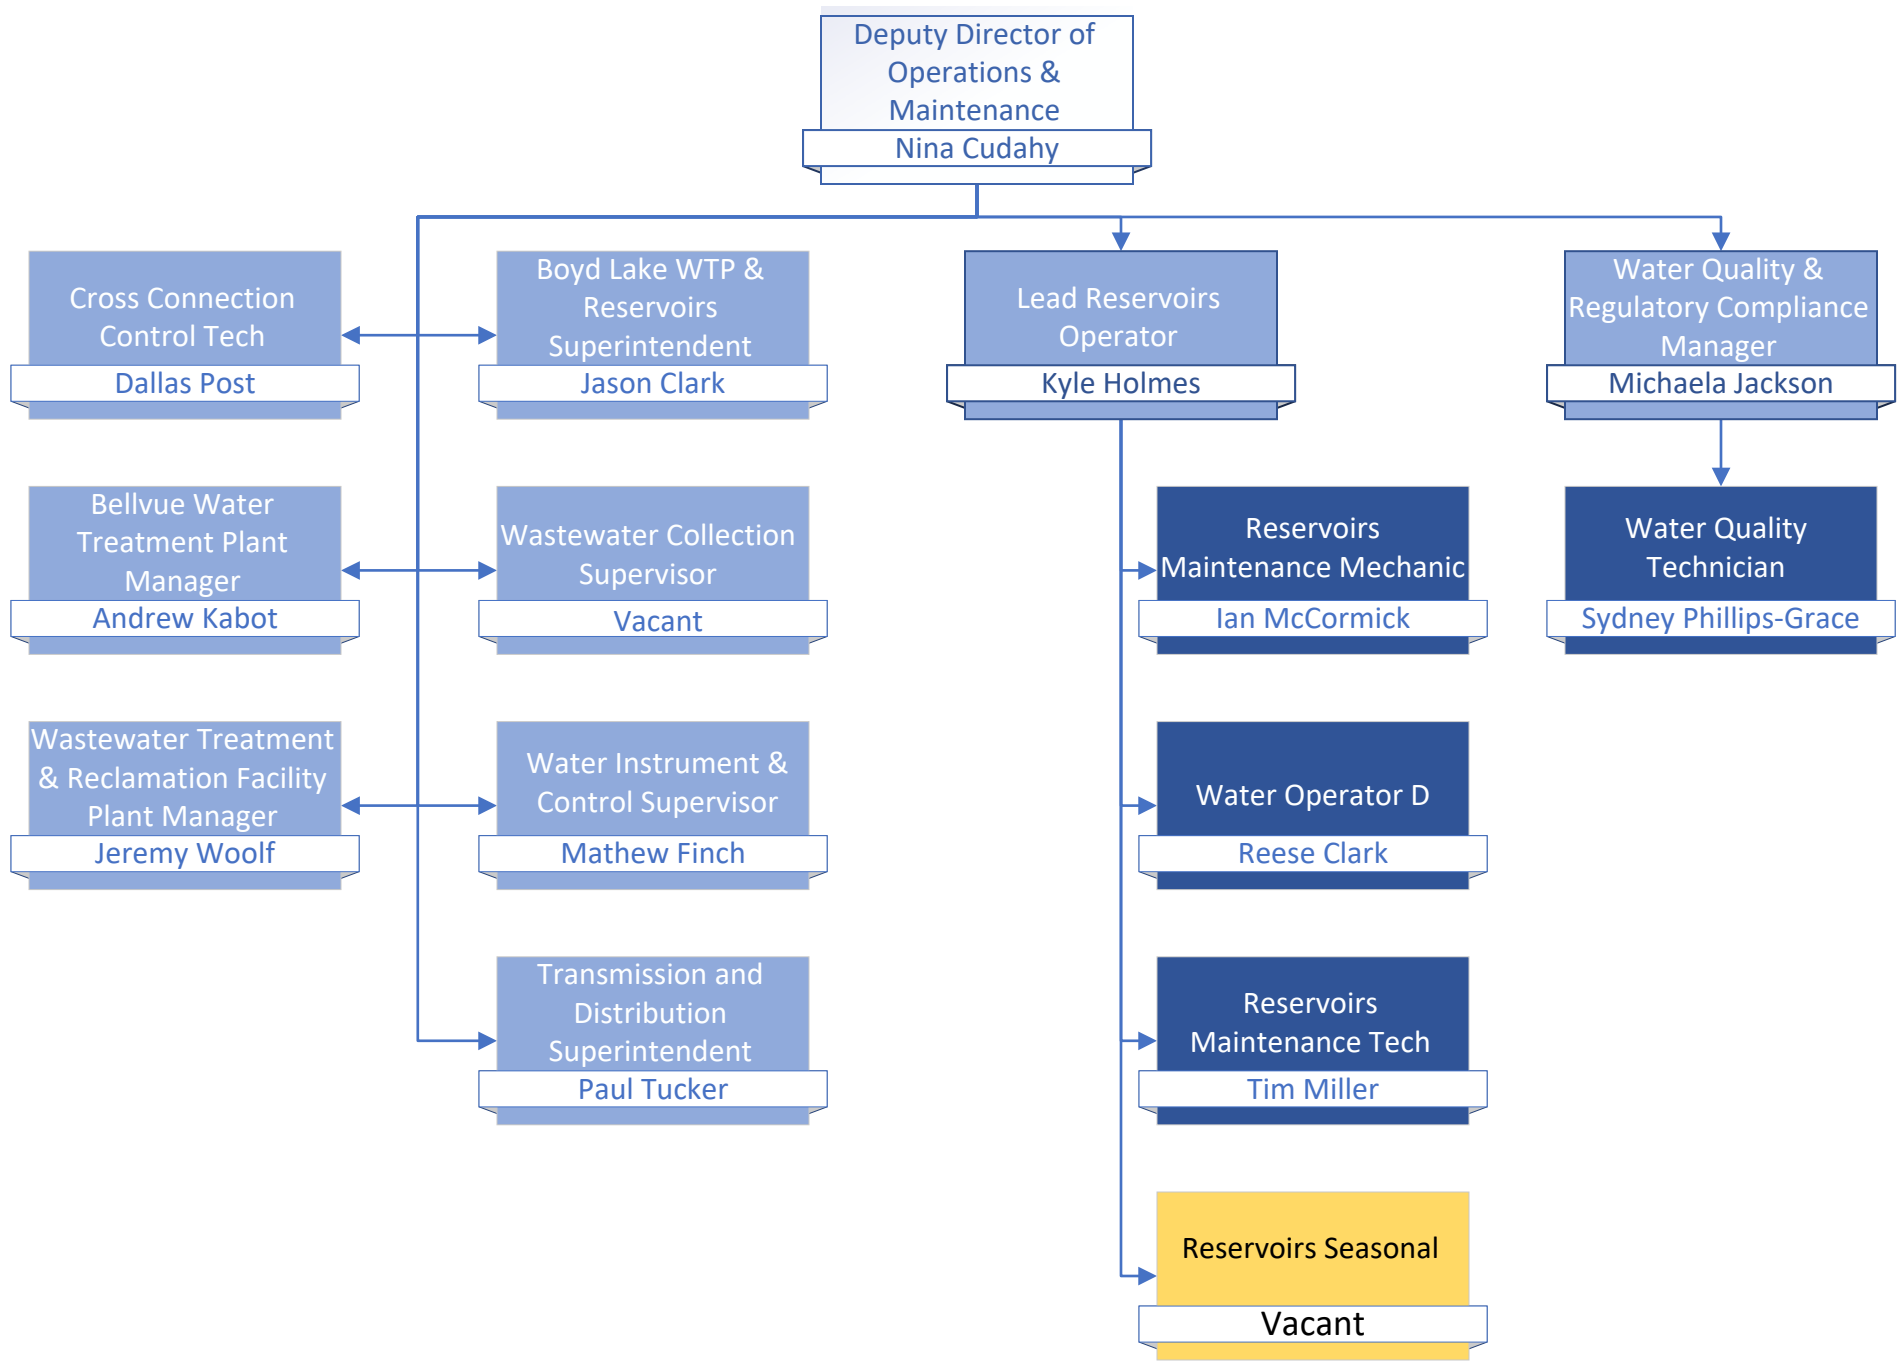 Deputy Director of
Operations &
Maintenance
Nina Cudahy
Cross Connection
Control Tech
Dallas Post
Boyd Lake WTP &
Reservoirs
Superintendent
Jason Clark
Lead Reservoirs
Operator
Kyle Holmes
Water Quality &
Regulatory Compliance
Manager
Michaela Jackson
Bellvue Water
Treatment Plant
Manager
Andrew Kabot
Wastewater Collection
Supervisor
Vacant
Reservoirs
Maintenance Mechanic
Ian McCormick
Water Quality
Technician
Sydney Phillips-Grace
Wastewater Treatment
& Reclamation Facility
Plant Manager
Jeremy Woolf
Water Instrument &
Control Supervisor
Mathew Finch
Water Operator D
Reese Clark
Transmission and
Distribution
Superintendent
Paul Tucker
Reservoirs
Maintenance Tech
Tim Miller
Reservoirs Seasonal
Vacant